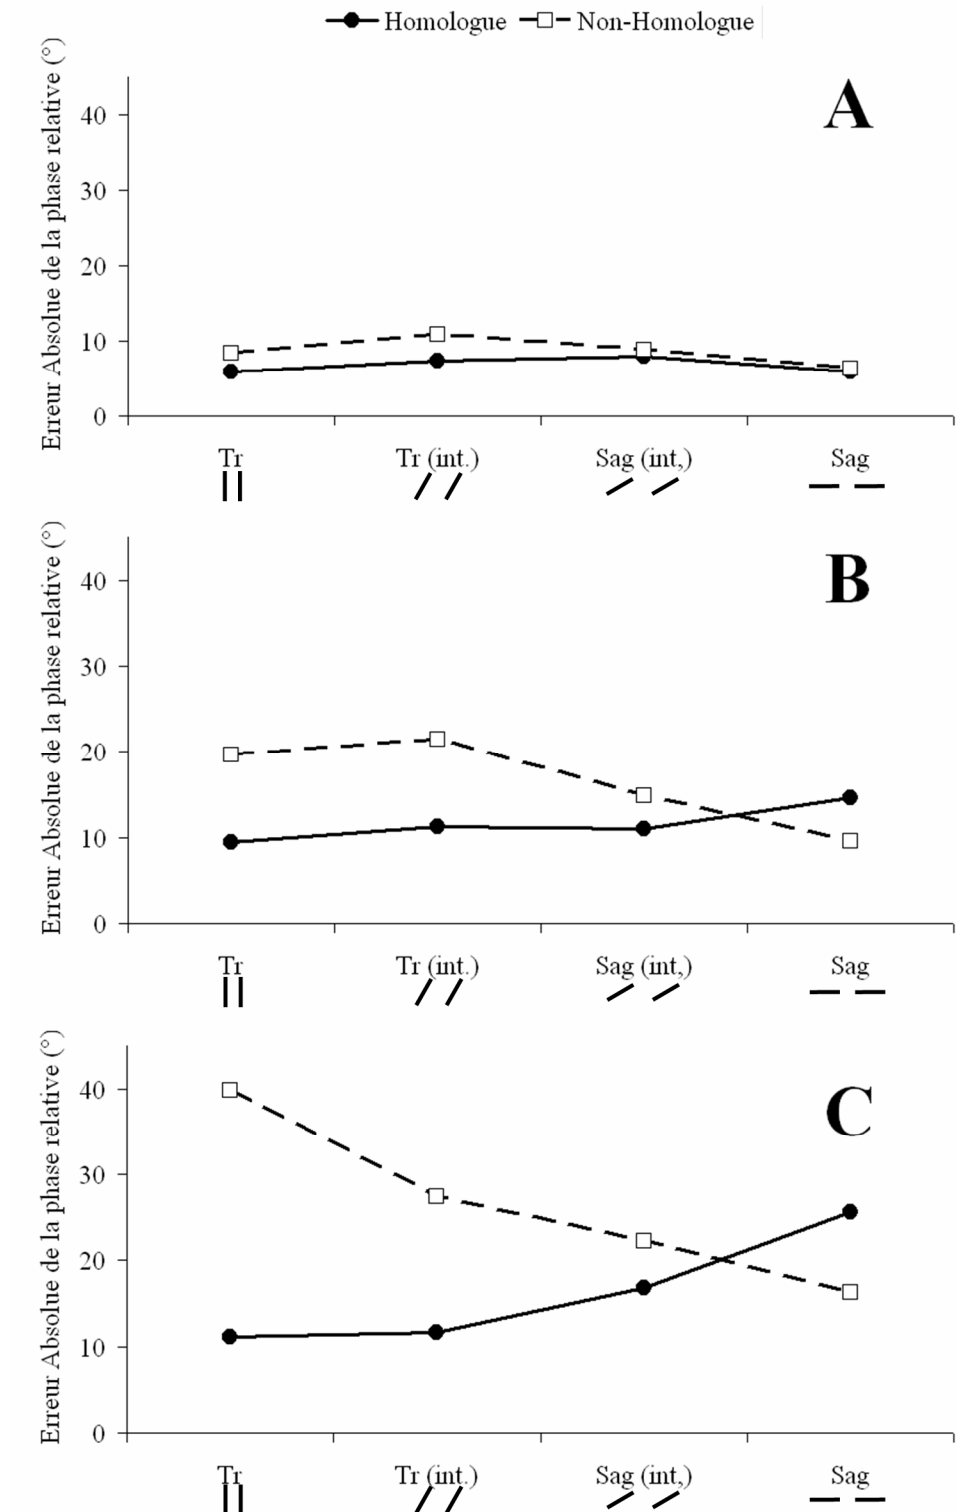 Homologue Non-Homologue
A
Erreur Absolue de la phase relative (°)
40
30
20
10
0
Tr Tr (int.) Sag (int,) Sag
B
Erreur Absolue de la phase relative (°)
40
30
20
10
0
Tr Tr (int.) Sag (int,) Sag
C
Erreur Absolue de la phase relative (°)
40
30
20
10
0
Tr Tr (int.) Sag (int,) Sag